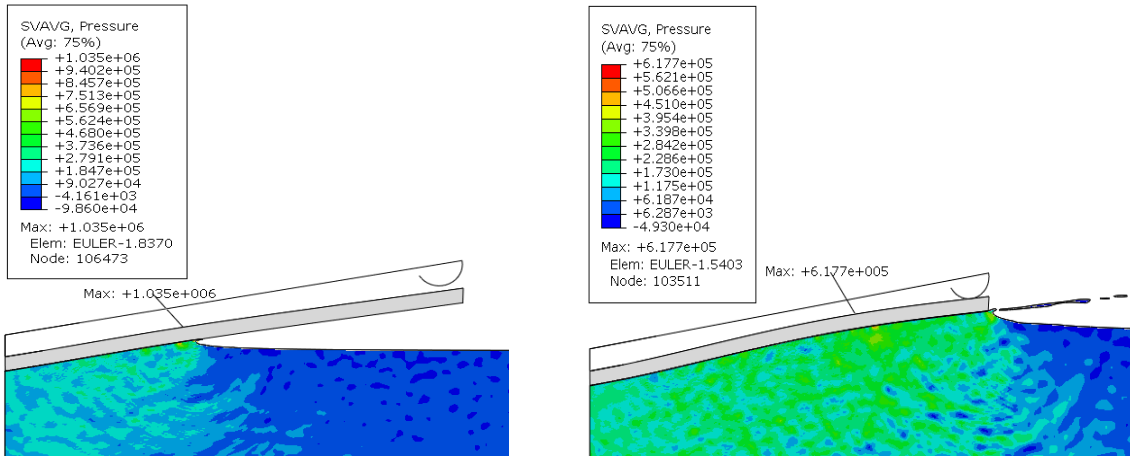 SVAVG, Pressure
(Avg: 75%)
+1.035e+06
+9.402e+05
+8.457e+05
+7.513e+05
+6.569e+05
+5.624e+05
+4.680e+05
+3.736e+05
+2.791e+05
+1.847e+05
+9.027e+04
-4.161e+03
-9.860e+04
Max: +1.035e+06
Elem: EULER-1.8370
Node: 106473
Max: +1.035e+006
SVAVG, Pressure
(Avg: 75%)
+6.177e+05
+5.621e+05
+5.066e+05
+4.510e+05
+3.954e+05
+3.398e+05
+2.842e+05
+2.286e+05
+1.730e+05
+1.175e+05
+6.187e+04
+6.287e+03
-4.930e+04
Max: +6.177e+05
Elem: EULER-1.5403
Node: 103511
Max: +6.177e+005